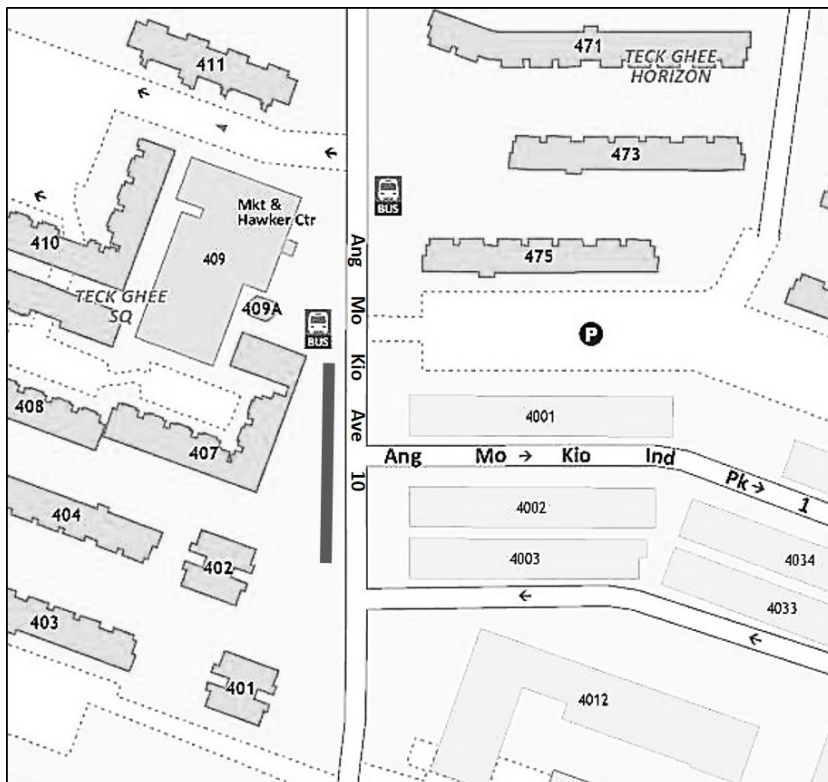 411
471
TECK GHEE
HORIZON
473
BUS
Mkt &
Hawker Ctr
410
409
475
TECK GHEE
SQ
409A
BUS
P
Ang Mo Kio Ave 10
408
407
4001
Ang Mo → Kio Ind Pk → 1
404
402
4002
4003
4034
4033
403
401
4012